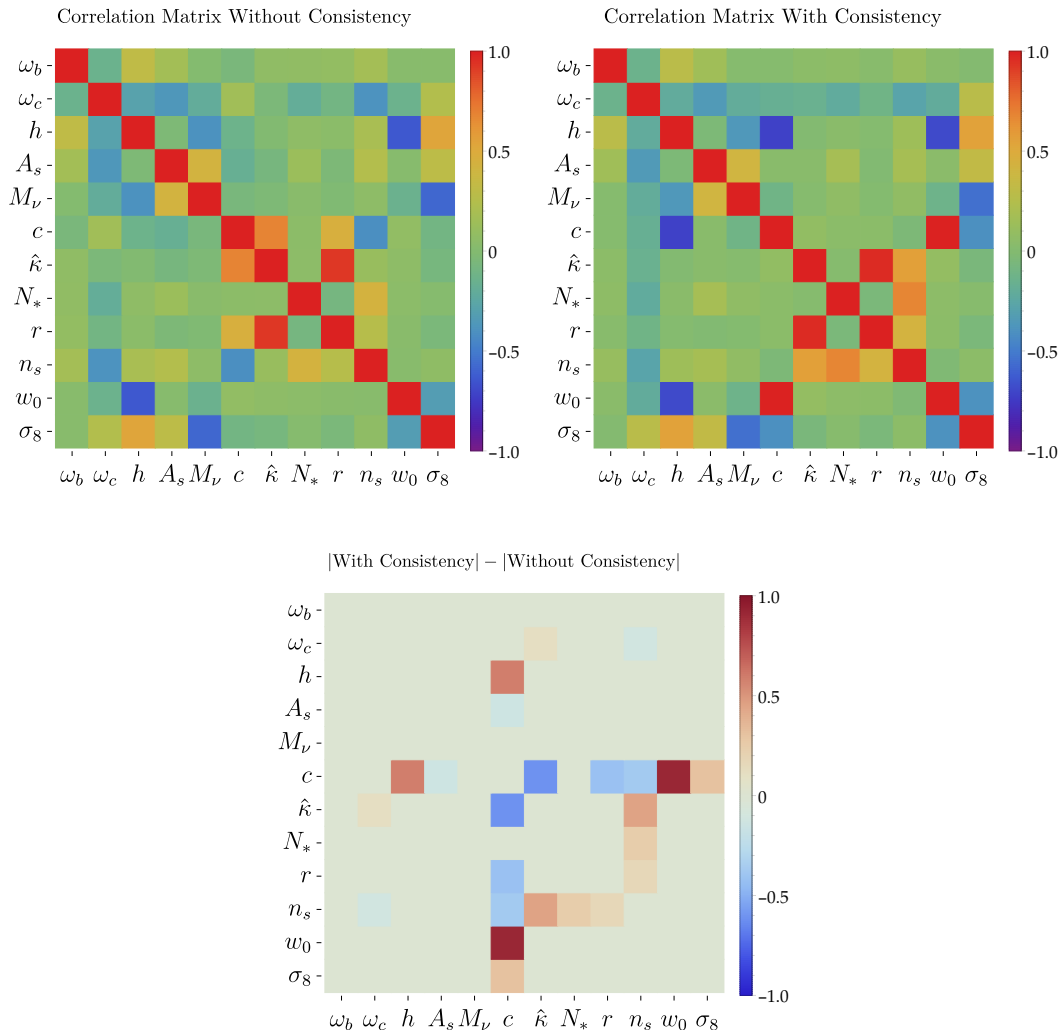 Correlation Matrix Without Consistency
ω_b
ω_c
h
A_s
M_ν
c
κ̂
N_*
r
n_s
w_0
σ_8
ω_b ω_c h A_s M_ν c κ̂ N_* r n_s w_0 σ_8
1.0
0.5
0
−0.5
−1.0
Correlation Matrix With Consistency
ω_b
ω_c
h
A_s
M_ν
c
κ̂
N_*
r
n_s
w_0
σ_8
ω_b ω_c h A_s M_ν c κ̂ N_* r n_s w_0 σ_8
1.0
0.5
0
−0.5
−1.0
|With Consistency| − |Without Consistency|
ω_b
ω_c
h
A_s
M_ν
c
κ̂
N_*
r
n_s
w_0
σ_8
ω_b ω_c h A_s M_ν c κ̂ N_* r n_s w_0 σ_8
1.0
0.5
0
−0.5
−1.0